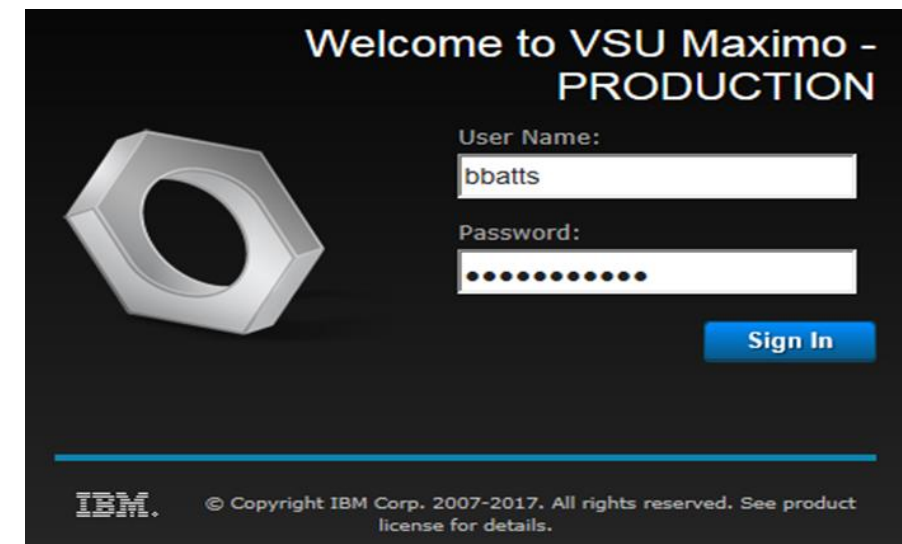 Welcome to VSU Maximo -
PRODUCTION
User Name:
bbatts
Password:
●●●●●●●●●●●
Sign In
IBM.
© Copyright IBM Corp. 2007-2017. All rights reserved. See product
license for details.